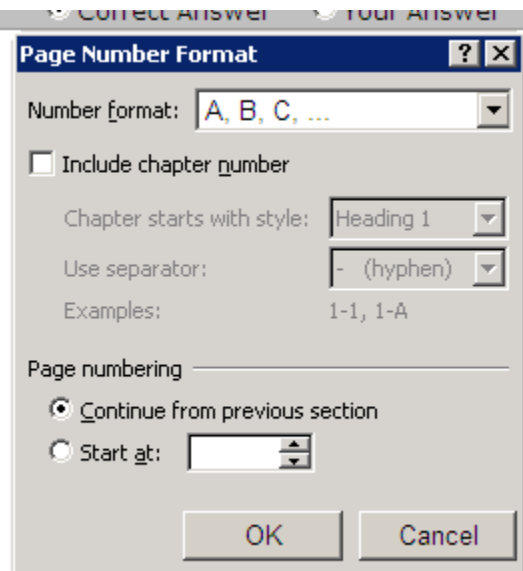 Correct Answer Your Answer
Page Number Format ? X
Number format: A, B, C, ...
Include chapter number
Chapter starts with style: Heading 1
Use separator: - (hyphen)
Examples: 1-1, 1-A
Page numbering
Continue from previous section
Start at:
OK Cancel